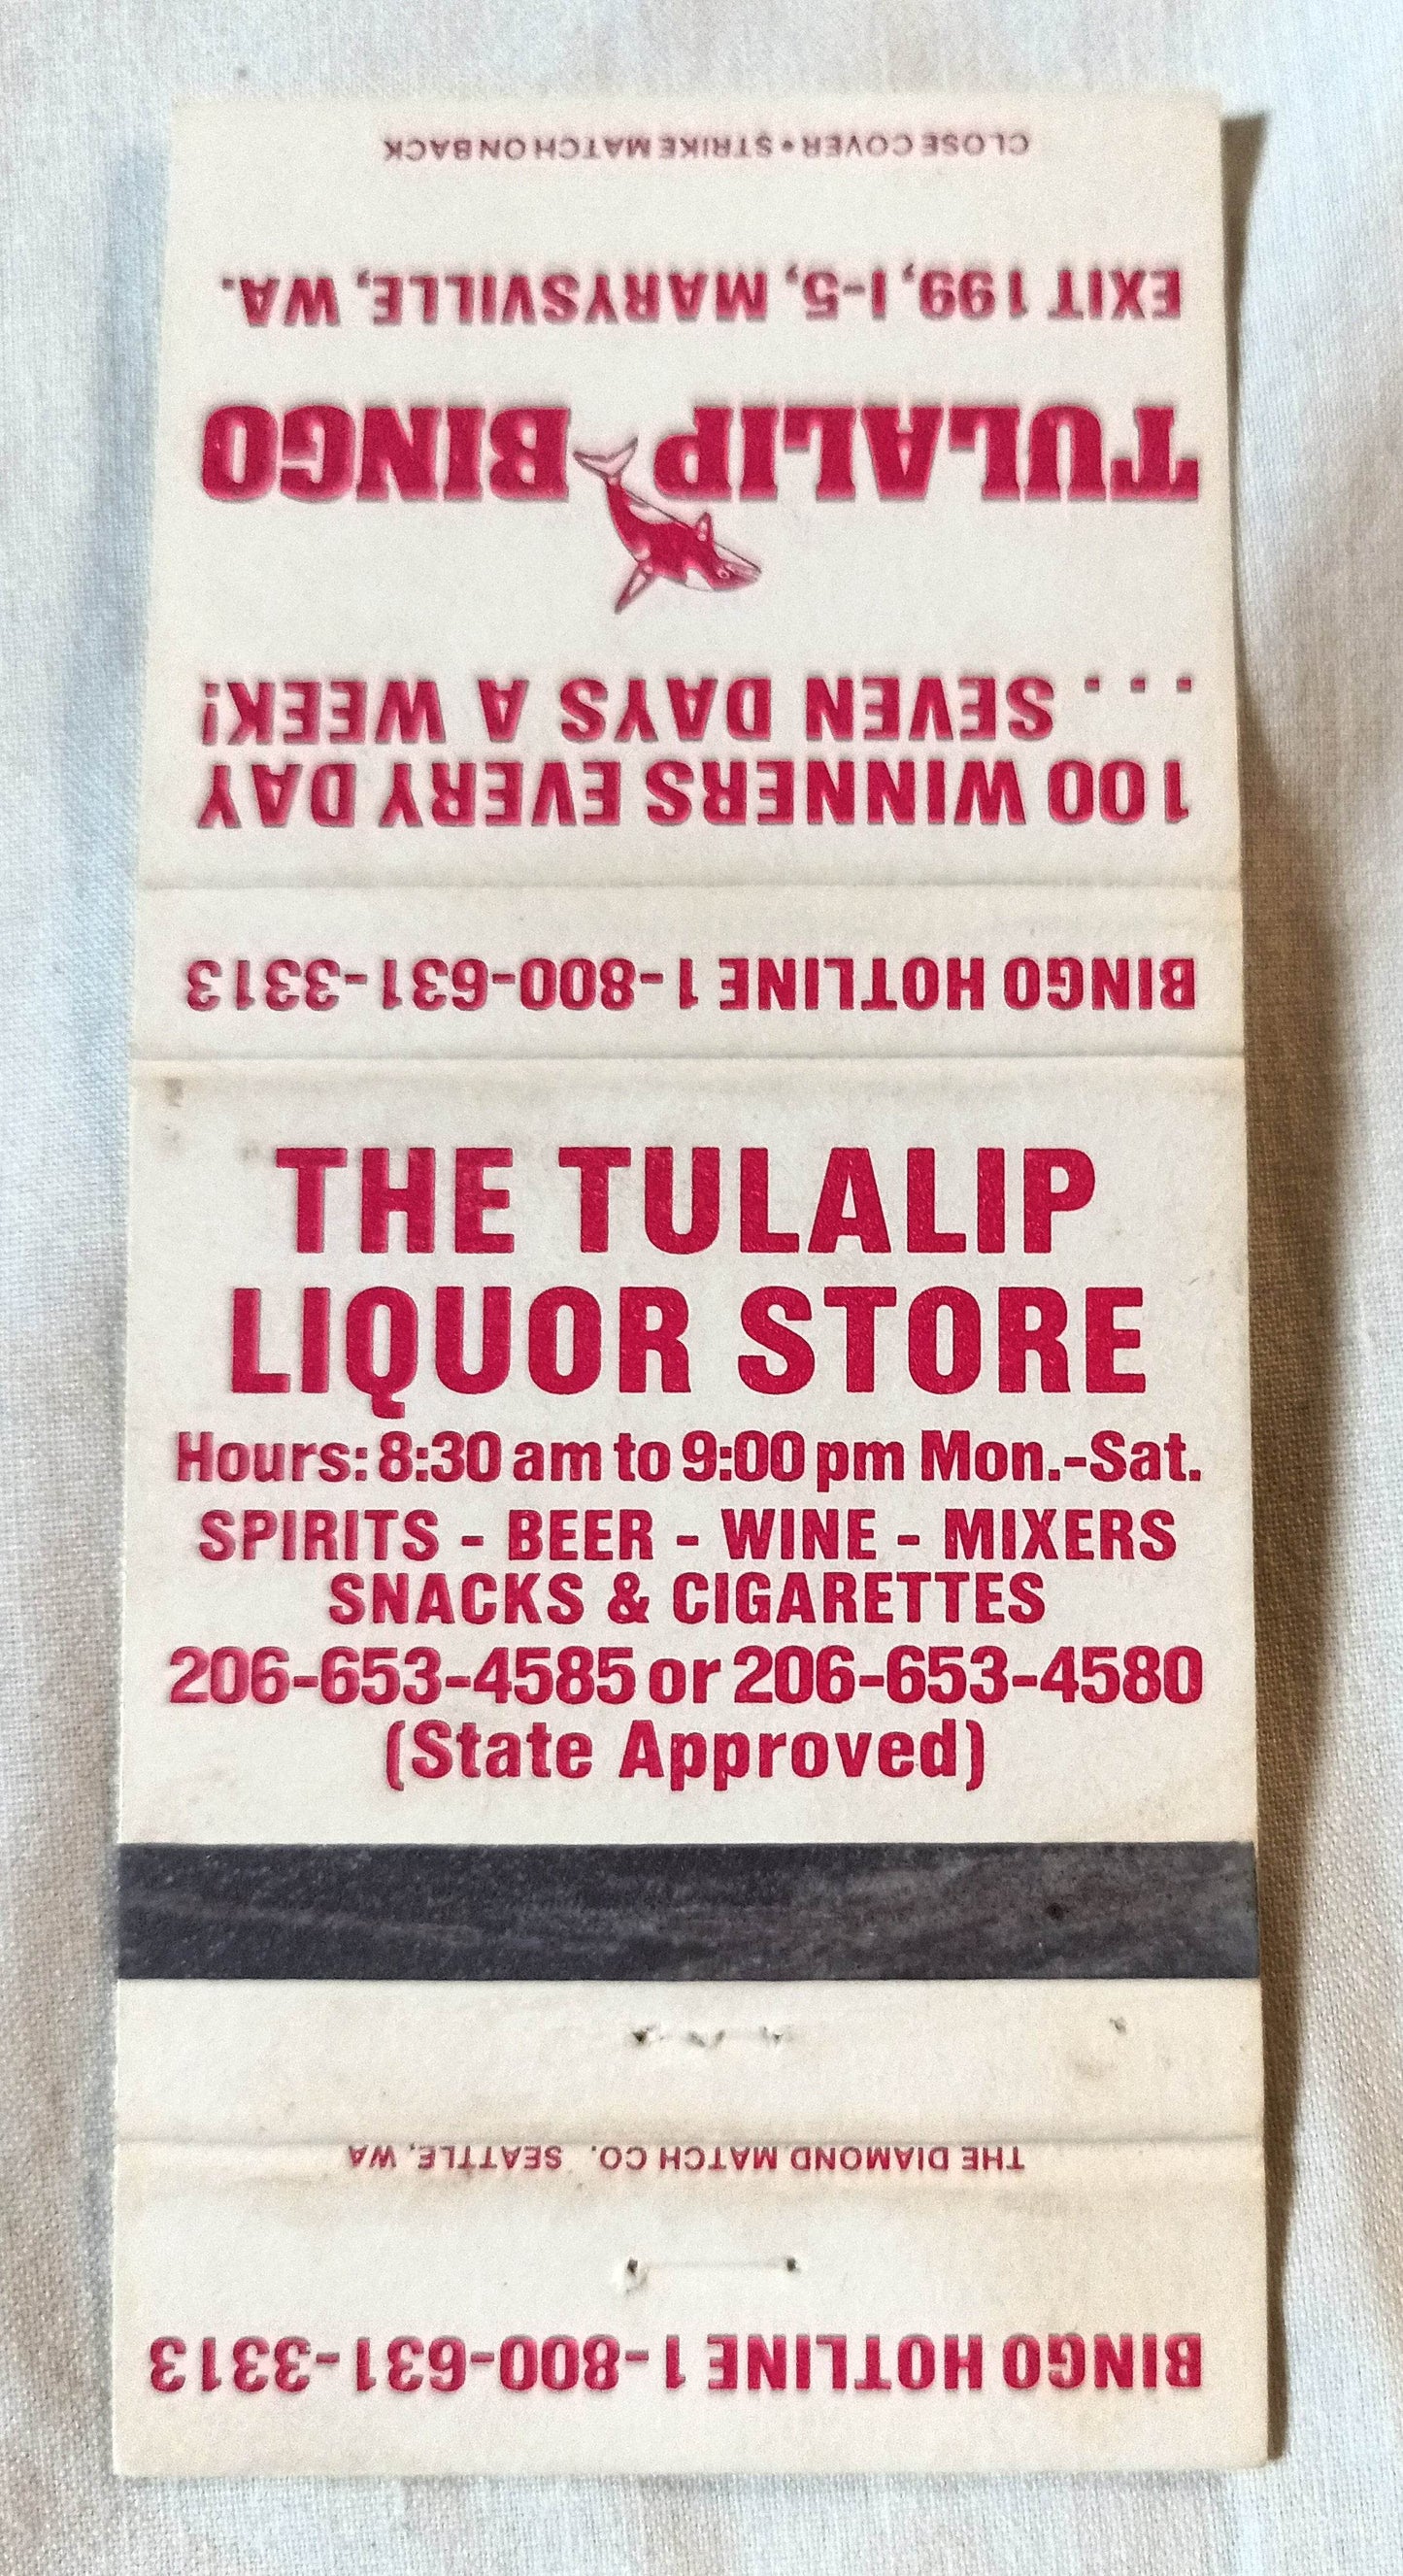 CLOSE COVER • STRIKE MATCH ON BACK
EXIT 199, I-5, MARYSVILLE, WA.
TULALIP BINGO
100 WINNERS EVERY DAY
. . . SEVEN DAYS A WEEK!
BINGO HOTLINE 1-800-631-3313
THE TULALIP
LIQUOR STORE
Hours: 8:30 am to 9:00 pm Mon.-Sat.
SPIRITS - BEER - WINE - MIXERS
SNACKS & CIGARETTES
206-653-4585 or 206-653-4580
(State Approved)
THE DIAMOND MATCH CO. SEATTLE, WA
BINGO HOTLINE 1-800-631-3313